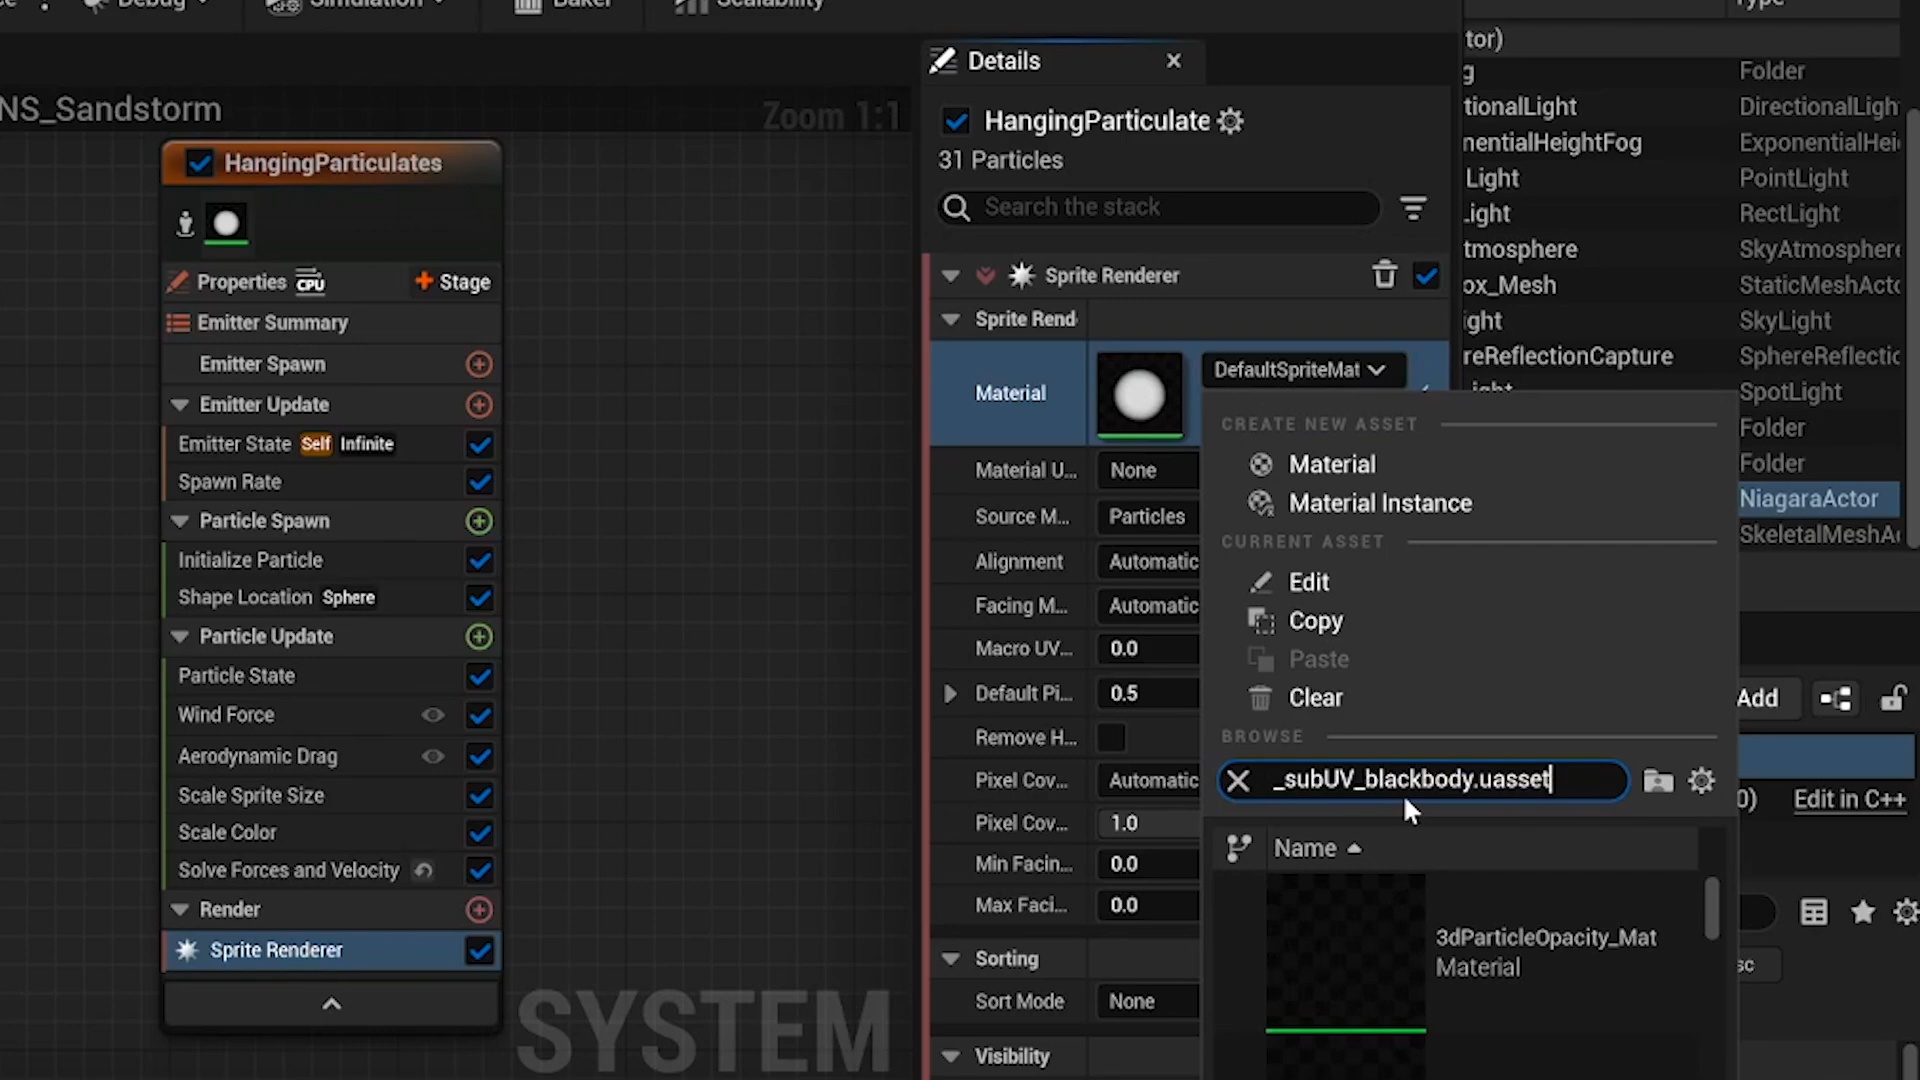 Debug
Simulation
Baker
Scalability
NS_Sandstorm
Zoom 1:1
HangingParticulates
Properties CPU
+ Stage
Emitter Summary
Emitter Spawn
Emitter Update
Emitter State Self Infinite
Spawn Rate
Particle Spawn
Initialize Particle
Shape Location Sphere
Particle Update
Particle State
Wind Force
Aerodynamic Drag
Scale Sprite Size
Scale Color
Solve Forces and Velocity
Render
Sprite Renderer
SYSTEM
Details
HangingParticulate
31 Particles
Search the stack
Sprite Renderer
Sprite Rend
Material
DefaultSpriteMat
Material U... None
Source M... Particles
Alignment Automatic
Facing M... Automatic
Macro UV... 0.0
Default Pi... 0.5
Remove H...
Pixel Cov... Automatic
Pixel Cov... 1.0
Min Facin... 0.0
Max Faci... 0.0
Sorting
Sort Mode None
Visibility
CREATE NEW ASSET
Material
Material Instance
CURRENT ASSET
Edit
Copy
Paste
Clear
BROWSE
_subUV_blackbody.uasset
Name
3dParticleOpacity_Mat
Material
Type
tor)
g Folder
tionalLight DirectionalLigh
nentialHeightFog ExponentialHei
Light PointLight
Light RectLight
tmosphere SkyAtmosphere
ox_Mesh StaticMeshActo
ight SkyLight
reReflectionCapture SphereReflectic
SpotLight
Folder
Folder
NiagaraActor
SkeletalMeshA
Add
0) Edit in C++
sc